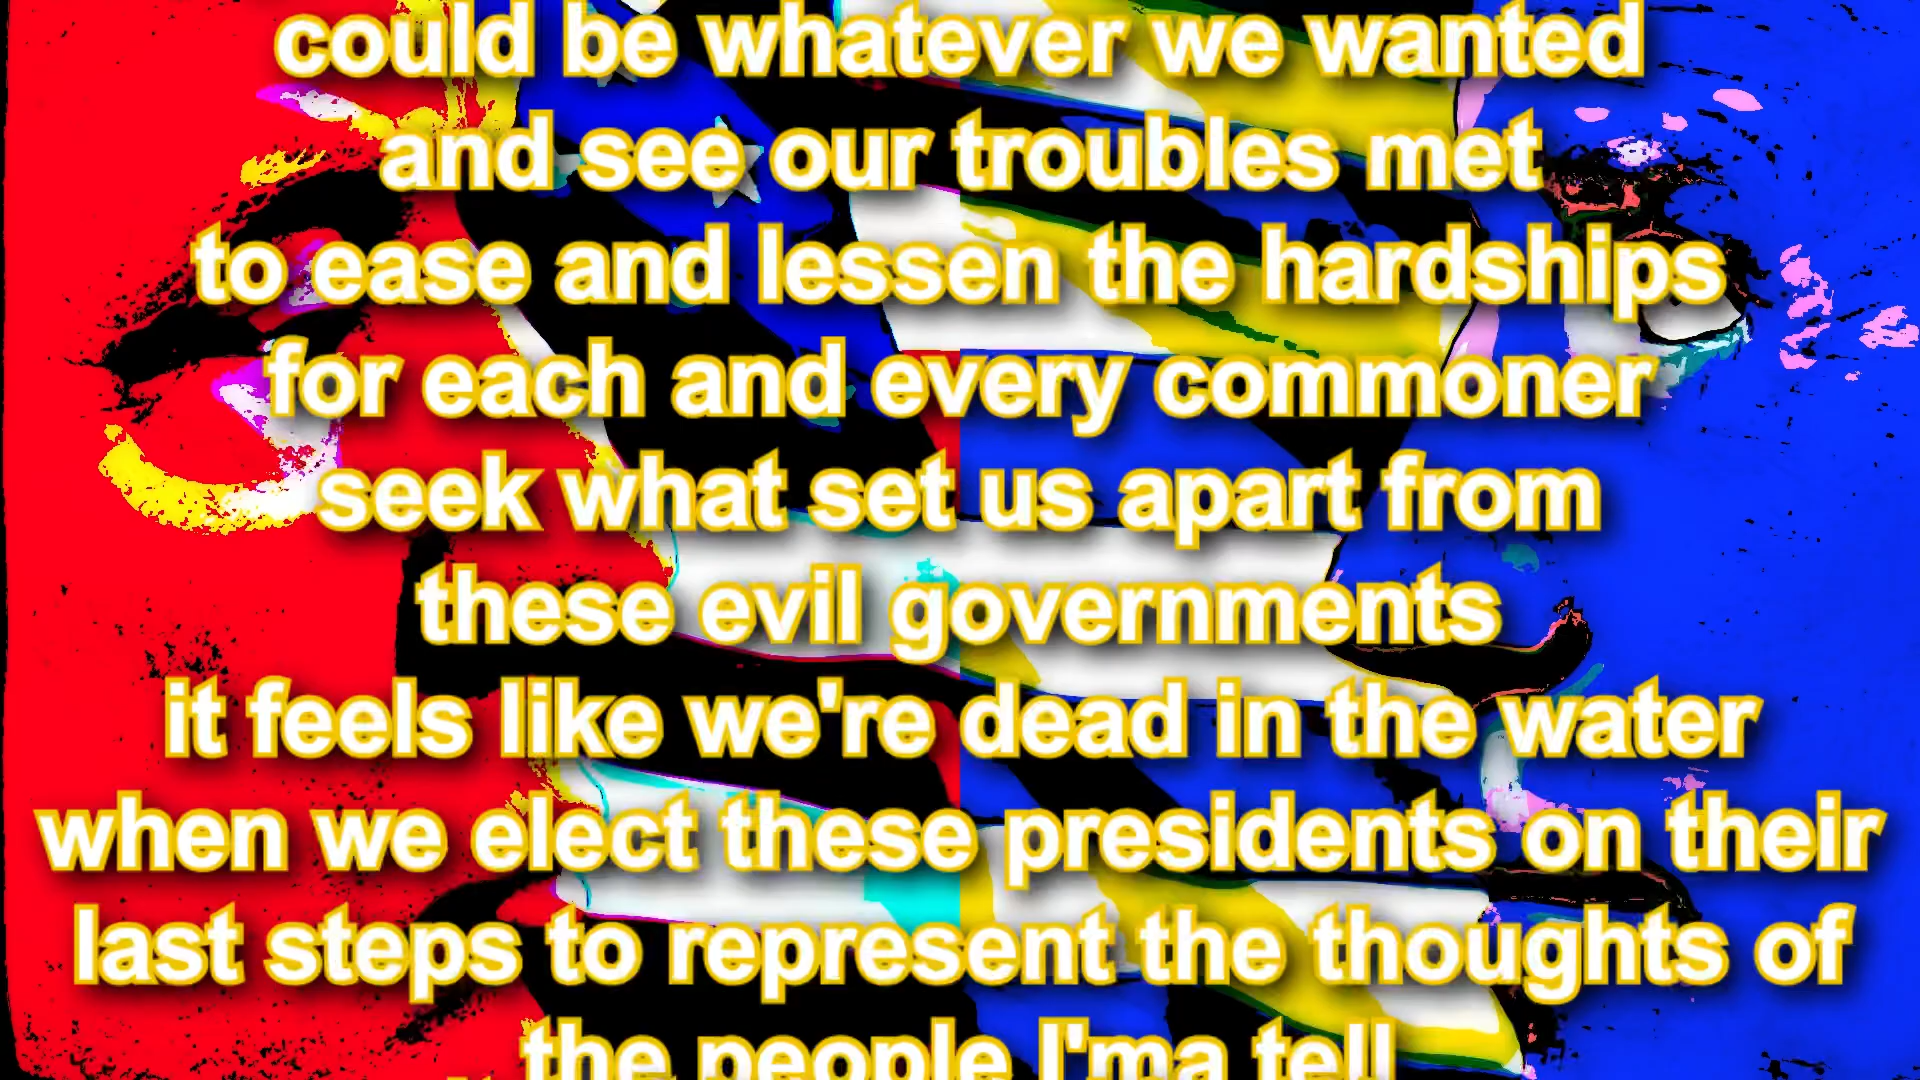 could be whatever we wanted
and see our troubles met
to ease and lessen the hardships
for each and every commoner
seek what set us apart from
these evil governments
it feels like we're dead in the water
when we elect these presidents on their
last steps to represent the thoughts of
the people I'ma tell